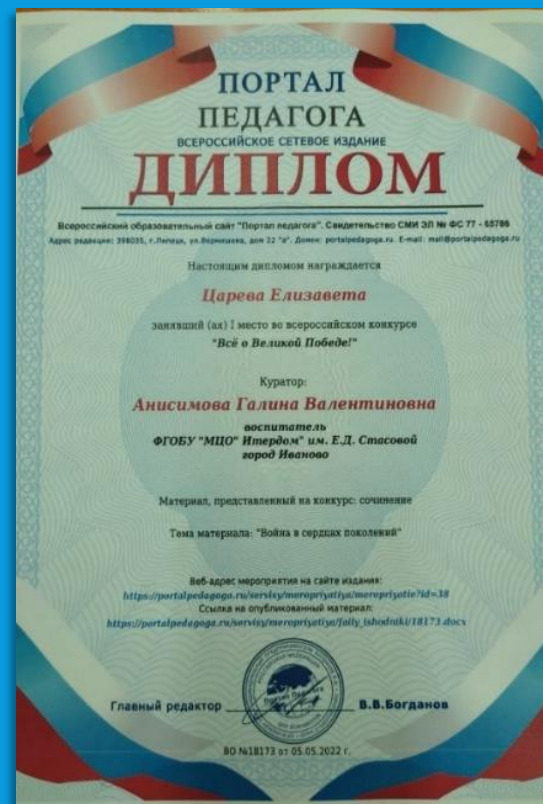 ПОРТАЛ
ПЕДАГОГА
ВСЕРОССИЙСКОЕ СЕТЕВОЕ ИЗДАНИЕ
ДИПЛОМ
Всероссийский образовательный сайт "Портал педагога". Свидетельство СМИ ЭЛ № ФС 77 - 65786
Адрес редакции: 398035, г.Липецк, ул.Вермишева, дом 22 "а". Домен: portalpedagoga.ru. E-mail: mail@portalpedagoga.ru
Настоящим дипломом награждается
Царева Елизавета
занявший (ая) I место во всероссийском конкурсе
"Всё о Великой Победе!"
Куратор:
Анисимова Галина Валентиновна
воспитатель
ФГОБУ "МЦО" Итердом" им. Е.Д. Стасовой
город Иваново
Материал, представленный на конкурс: сочинение
Тема материала: "Война в сердцах поколений"
Веб-адрес мероприятия на сайте издания:
https://portalpedagoga.ru/servisy/meropriyatiya/meropriyatie?id=38
Ссылка на опубликованный материал:
https://portalpedagoga.ru/servisy/meropriyatiya/faily_ishodniki/18173.docx
Портал Педагога
Главный редактор В.В.Богданов
ВО №18173 от 05.05.2022 г.